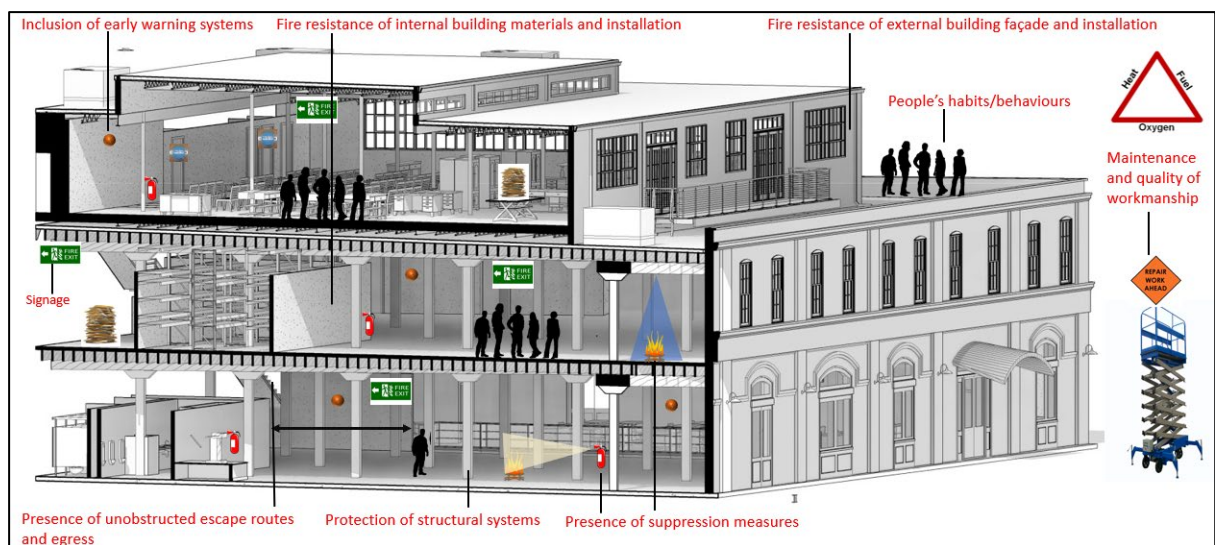 Inclusion of early warning systems
Fire resistance of internal building materials and installation
Fire resistance of external building façade and installation
People's habits/behaviours
Heat
Fuel
Oxygen
Maintenance
and quality of
workmanship
FIRE
EXIT
FIRE
EXIT
Signage
FIRE
EXIT
REPAIR
WORK
AHEAD
FIRE
EXIT
Presence of unobstructed escape routes
and egress
Protection of structural systems
Presence of suppression measures